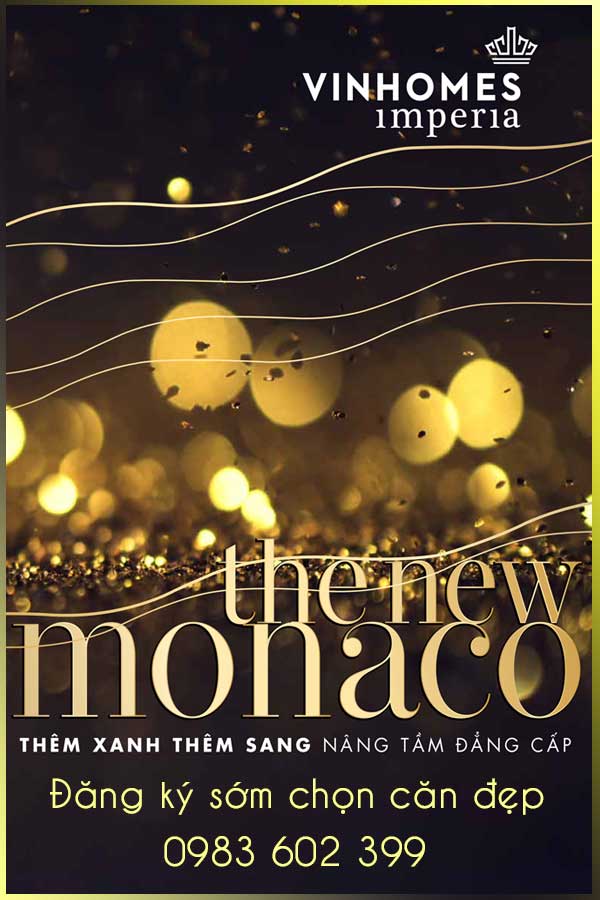 VINHOMES
imperia
the new
monaco
THÊM XANH THÊM SANG NÂNG TẦM ĐẲNG CẤP
Đăng ký sớm chọn căn đẹp
0983 602 399